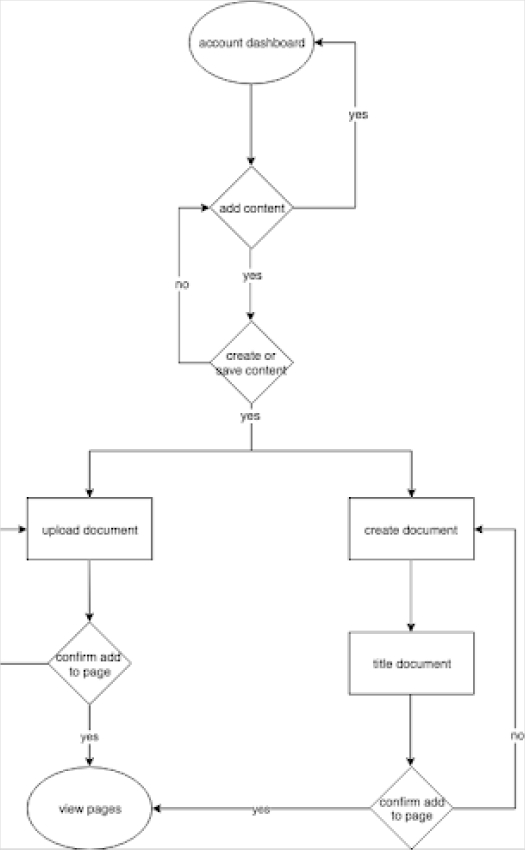 account dashboard
yes
add content
no
yes
create or
save content
yes
upload document
create document
confirm add
to page
title document
yes
no
view pages
yes
confirm add
to page